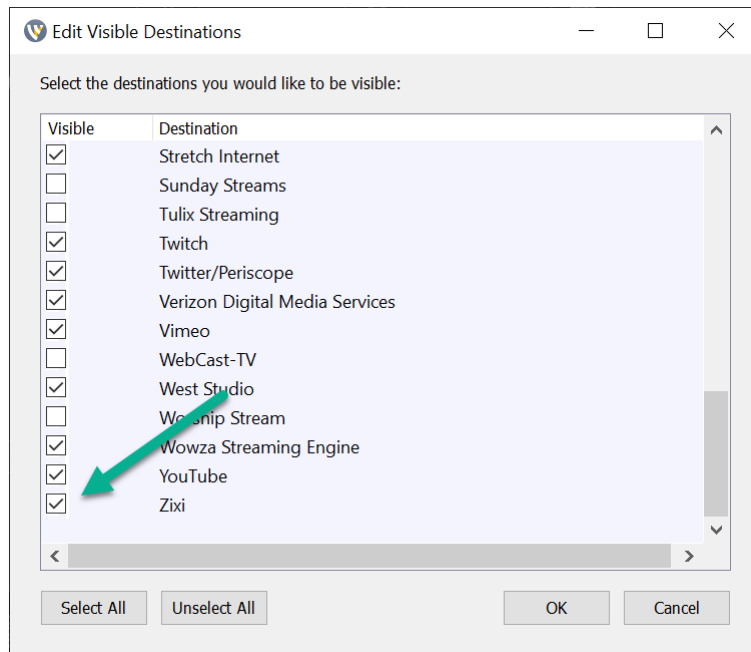 Edit Visible Destinations
Select the destinations you would like to be visible:
Visible Destination
Stretch Internet
Sunday Streams
Tulix Streaming
Twitch
Twitter/Periscope
Verizon Digital Media Services
Vimeo
WebCast-TV
West Studio
Worship Stream
Wowza Streaming Engine
YouTube
Zixi
Select All Unselect All OK Cancel